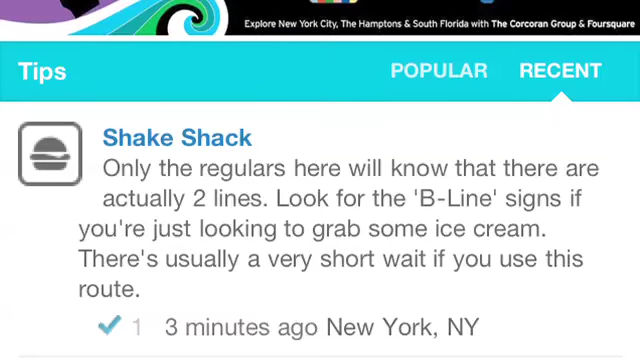 Explore New York City, The Hamptons & South Florida with The Corcoran Group & Foursquare
Tips
POPULAR
RECENT
Shake Shack
Only the regulars here will know that there are
actually 2 lines. Look for the 'B-Line' signs if
you're just looking to grab some ice cream.
There's usually a very short wait if you use this
route.
1 3 minutes ago New York, NY